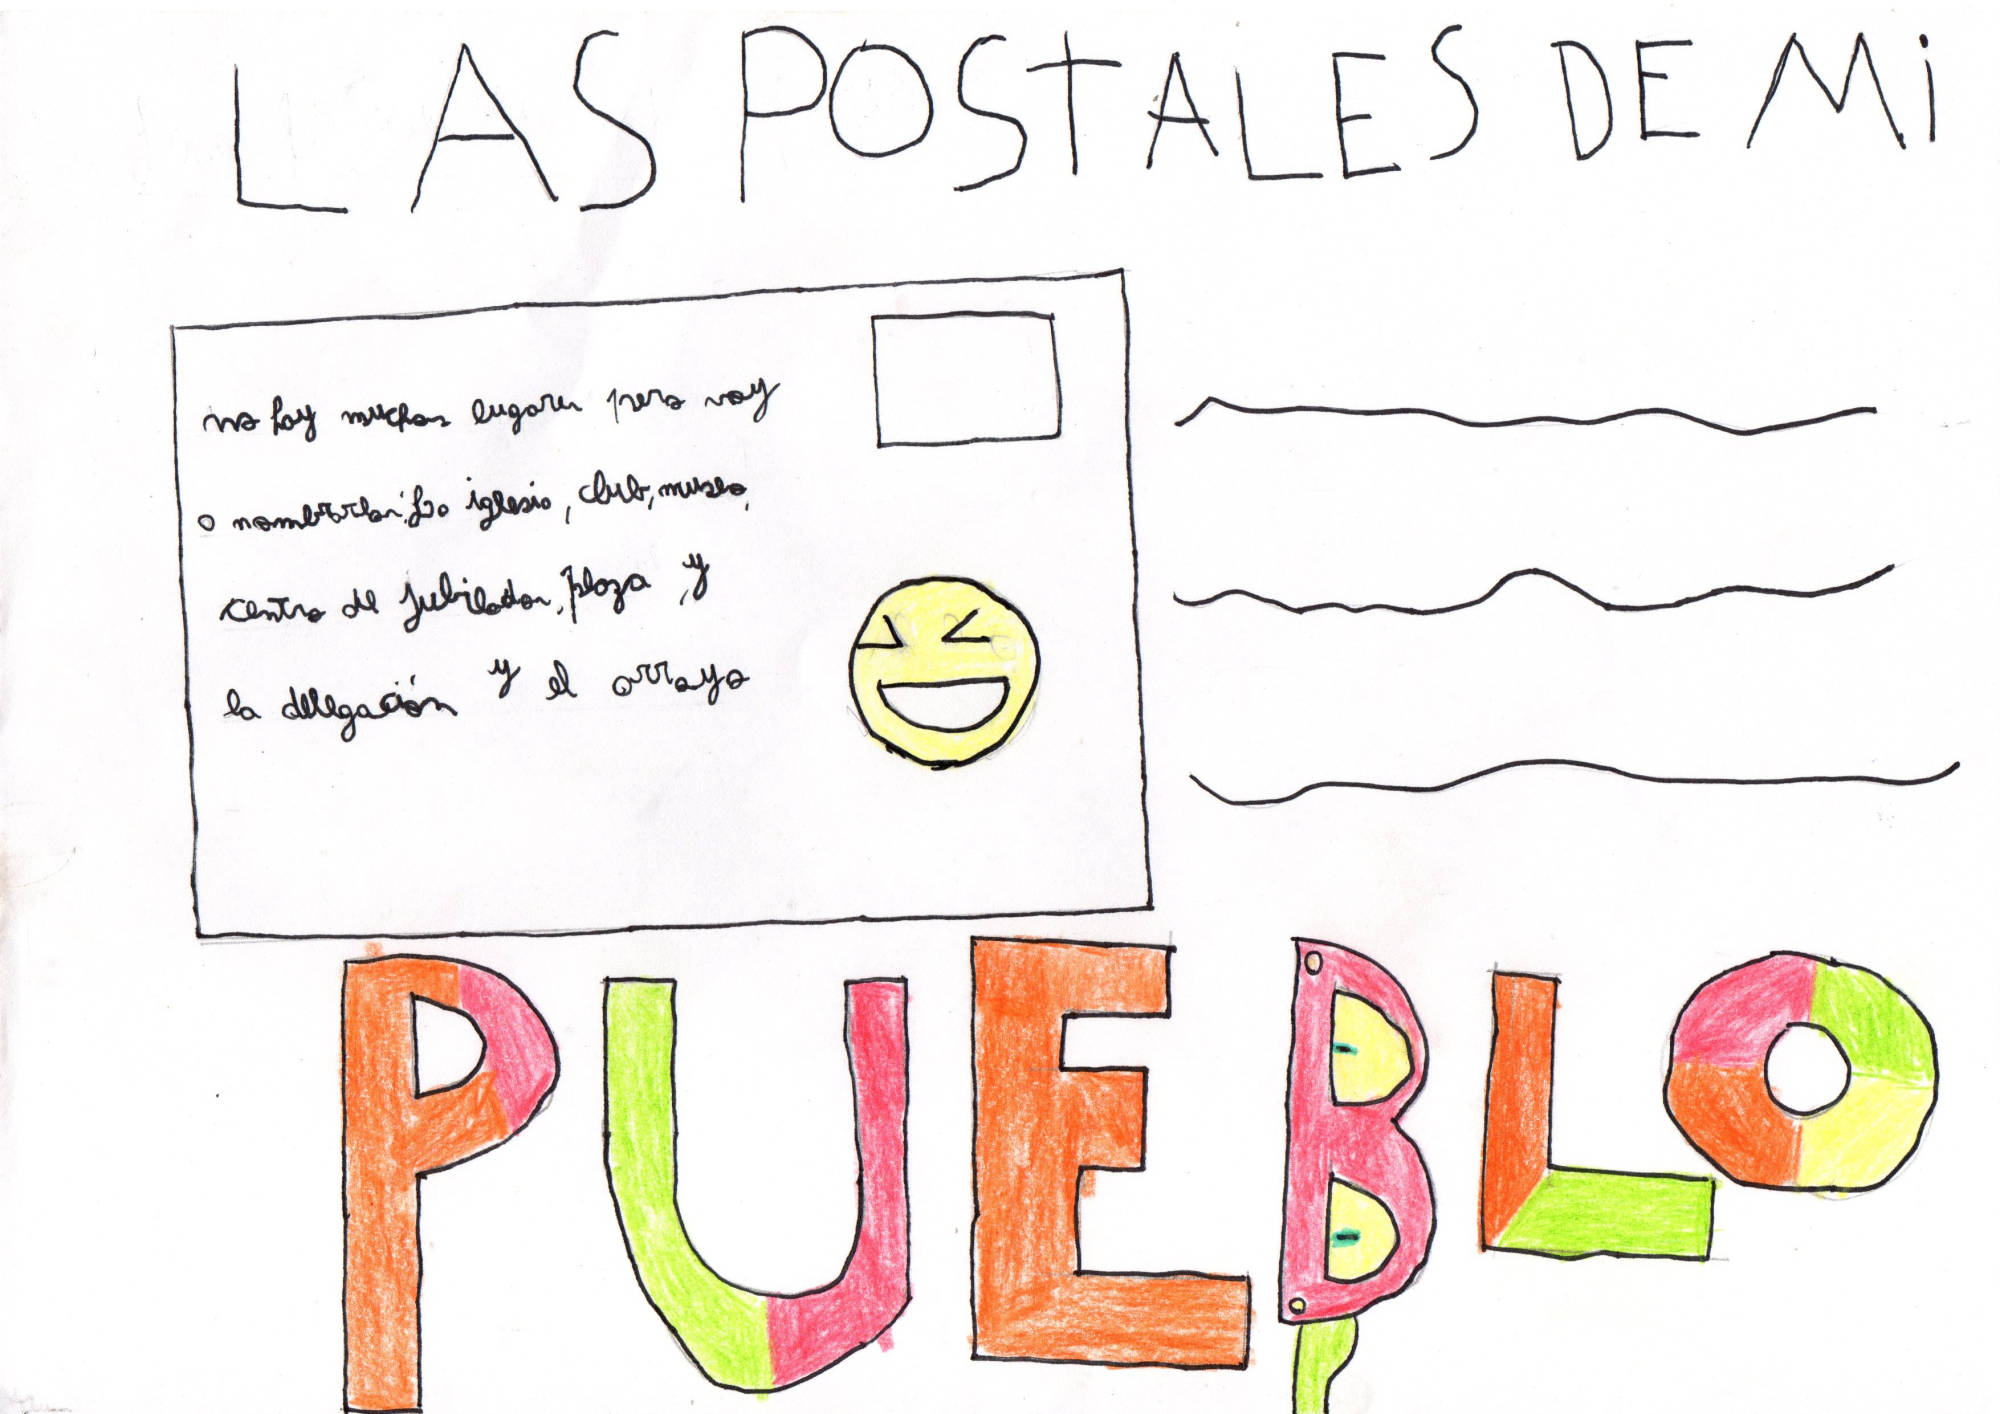 LAS POSTALES DE Mi
no hay muchos lugares pero voy
a nombrarlos: La iglesia, club, museo,
centro de jubilados, plaza y
la delegación y el arroyo
PUEBLO